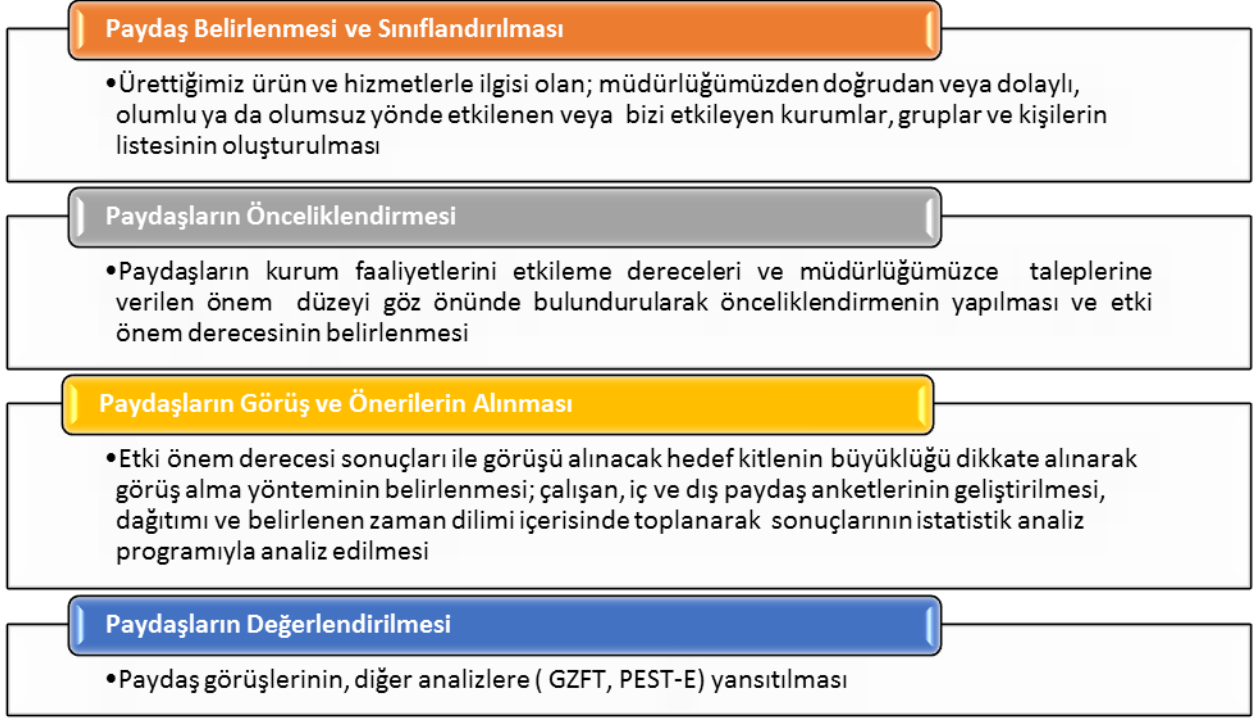 Paydaş Belirlenmesi ve Sınıflandırılması
•Ürettiğimiz ürün ve hizmetlerle ilgisi olan; müdürlüğümüzden doğrudan veya dolaylı,
olumlu ya da olumsuz yönde etkilenen veya bizi etkileyen kurumlar, gruplar ve kişilerin
listesinin oluşturulması
Paydaşların Önceliklendirmesi
•Paydaşların kurum faaliyetlerini etkileme dereceleri ve müdürlüğümüzce taleplerine
verilen önem düzeyi göz önünde bulundurularak önceliklendirmenin yapılması ve etki
önem derecesinin belirlenmesi
Paydaşların Görüş ve Önerilerin Alınması
•Etki önem derecesi sonuçları ile görüşü alınacak hedef kitlenin büyüklüğü dikkate alınarak
görüş alma yönteminin belirlenmesi; çalışan, iç ve dış paydaş anketlerinin geliştirilmesi,
dağıtımı ve belirlenen zaman dilimi içerisinde toplanarak sonuçlarının istatistik analiz
programıyla analiz edilmesi
Paydaşların Değerlendirilmesi
•Paydaş görüşlerinin, diğer analizlere ( GZFT, PEST-E) yansıtılması